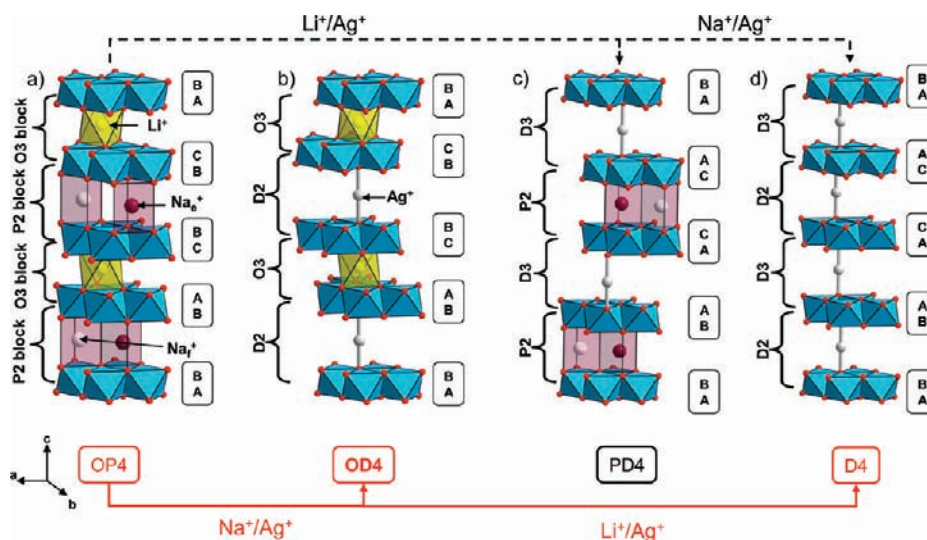 Li⁺/Ag⁺
Na⁺/Ag⁺
a)
b)
c)
d)
O3 block
P2 block
O3 block
P2 block
Li⁺
Naₑ⁺
Na_f⁺
B
A
C
B
B
C
A
B
B
A
O3
D2
O3
D2
Ag⁺
B
A
C
B
B
C
A
B
B
A
D3
P2
D3
P2
B
A
A
C
C
A
A
B
B
A
D3
D2
D3
D2
B
A
A
C
C
A
A
B
B
A
c
a
b
OP4
OD4
PD4
D4
Na⁺/Ag⁺
Li⁺/Ag⁺